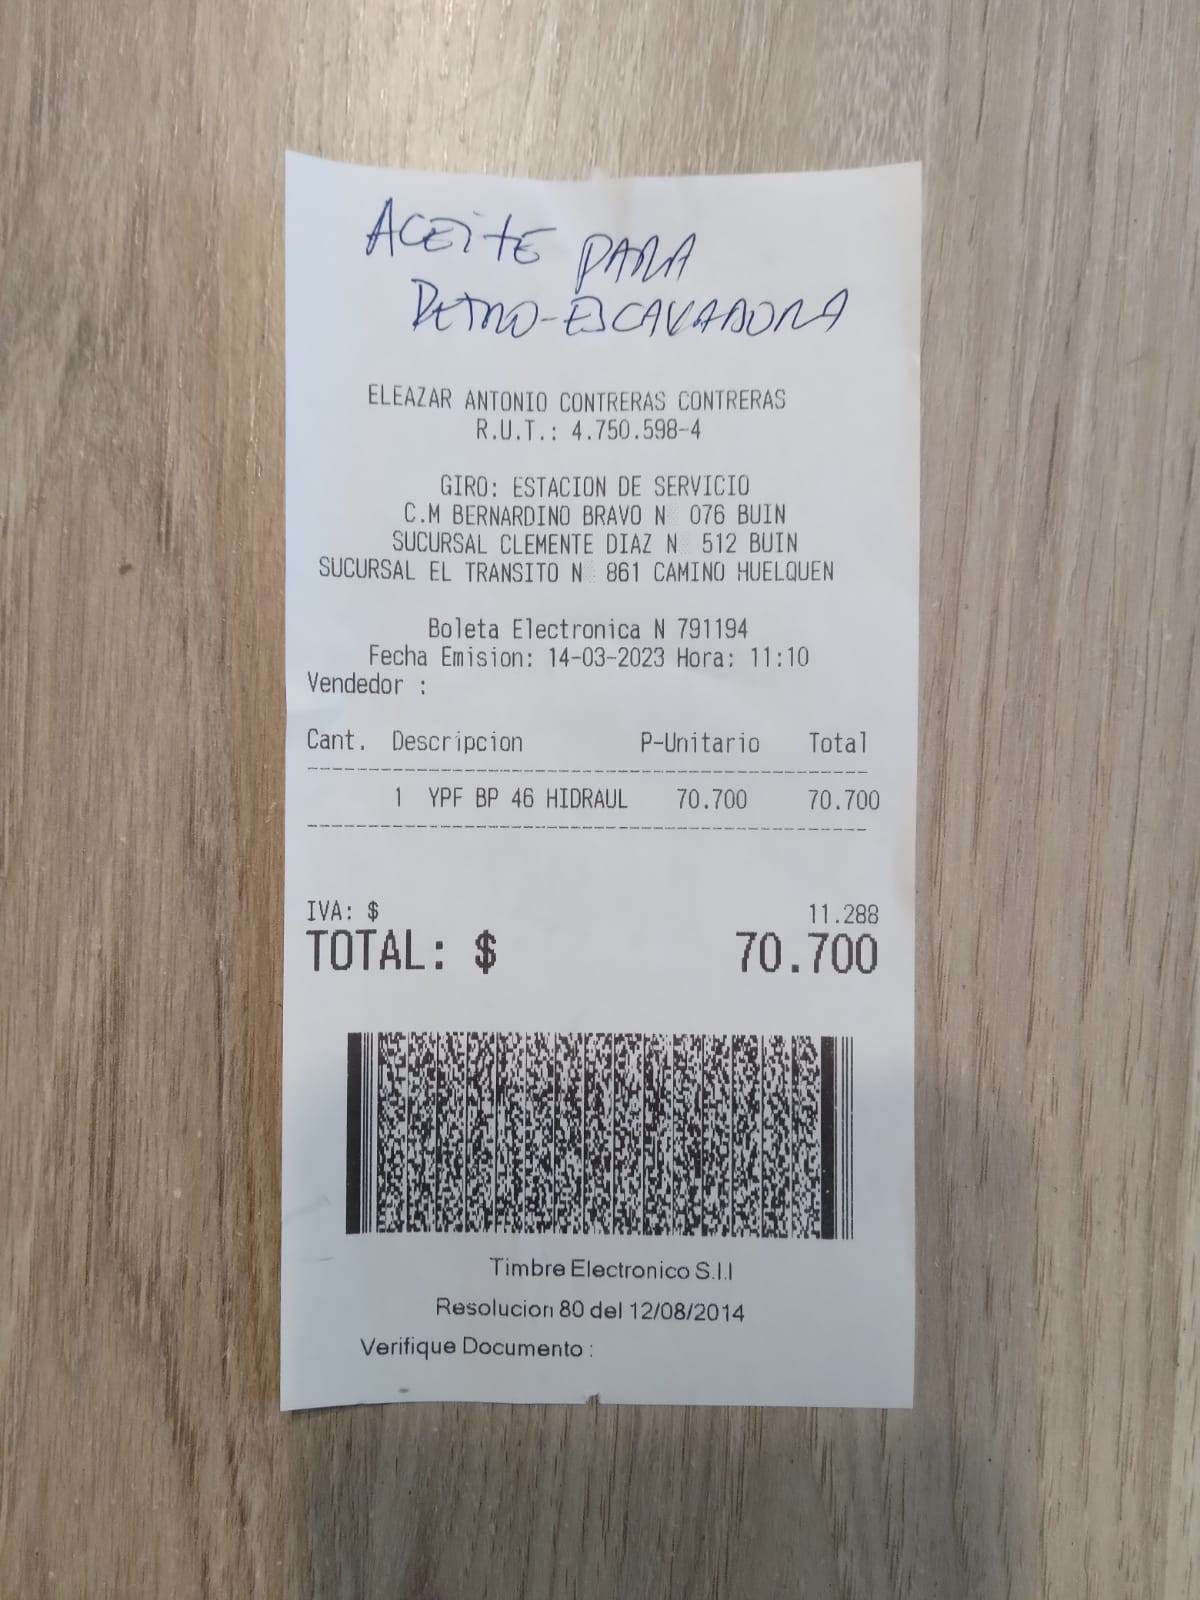 ACEITE PARA
RETRO-ESCAVADORA
ELEAZAR ANTONIO CONTRERAS CONTRERAS
R.U.T.: 4.750.598-4
GIRO: ESTACION DE SERVICIO
C.M BERNARDINO BRAVO N 076 BUIN
SUCURSAL CLEMENTE DIAZ N 512 BUIN
SUCURSAL EL TRANSITO N 861 CAMINO HUELQUEN
Boleta Electronica N 791194
Fecha Emision: 14-03-2023 Hora: 11:10
Vendedor :
Cant. Descripcion P-Unitario Total
1 YPF BP 46 HIDRAUL 70.700 70.700
IVA: $ 11.288
TOTAL: $ 70.700
Timbre Electronico S.I.I
Resolucion 80 del 12/08/2014
Verifique Documento :